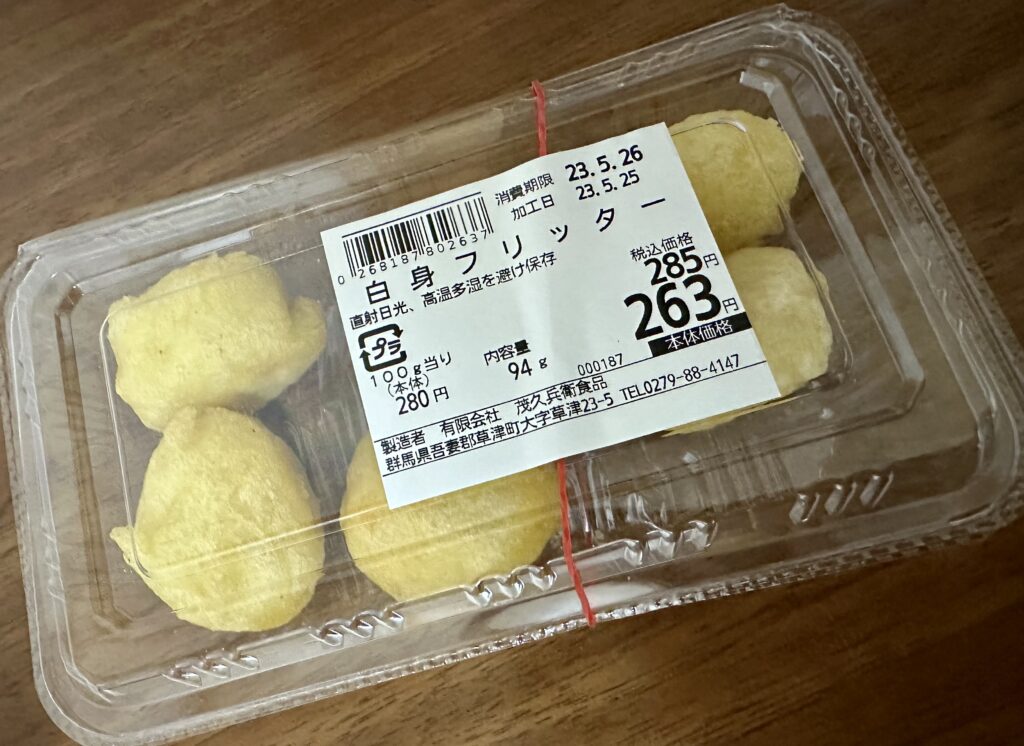 消費期限 23.5.26
加工日 23.5.25
0 268187 802637
白身フリッター
直射日光、高温多湿を避け保存
税込価格
285円
263円
本体価格
プラ
100g当り
(本体)
280円
内容量
94g
000187
製造者 有限会社 茂久兵衛食品
群馬県吾妻郡草津町大字草津23-5 TEL0279-88-4147